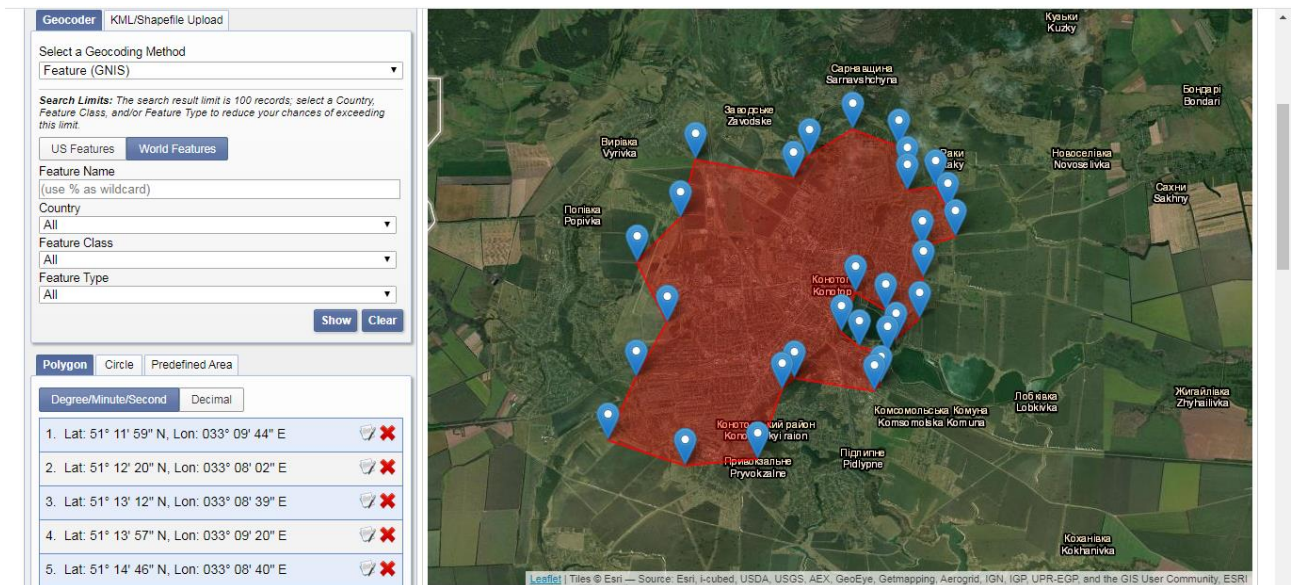 Geocoder
KML/Shapefile Upload
Select a Geocoding Method
Feature (GNIS)
Search Limits: The search result limit is 100 records; select a Country,
Feature Class, and/or Feature Type to reduce your chances of exceeding
this limit.
US Features
World Features
Feature Name
(use % as wildcard)
Country
All
Feature Class
All
Feature Type
All
Show
Clear
Polygon
Circle
Predefined Area
Degree/Minute/Second
Decimal
1. Lat: 51° 11' 59" N, Lon: 033° 09' 44" E
2. Lat: 51° 12' 20" N, Lon: 033° 08' 02" E
3. Lat: 51° 13' 12" N, Lon: 033° 08' 39" E
4. Lat: 51° 13' 57" N, Lon: 033° 09' 20" E
5. Lat: 51° 14' 46" N, Lon: 033° 08' 40" E
Кузьки
Kuzky
Сарнавщина
Sarnavshchyna
Бондарі
Bondari
Заводське
Zavodske
Вирівка
Vyrivka
Новоселівка
Novoselivka
Сахни
Sakhny
Попівка
Popivka
Конотоп
Konotop
Лобківка
Lobkivka
Жигайлівка
Zhyhailivka
Комсомольська Комуна
Komsomolska Komuna
Підлипне
Pidlypne
Привокзальне
Pryvokzalne
Коханівка
Kokhanivka
Leaflet | Tiles © Esri — Source: Esri, i-cubed, USDA, USGS, AEX, GeoEye, Getmapping, Aerogrid, IGN, IGP, UPR-EGP, and the GIS User Community, ESRI